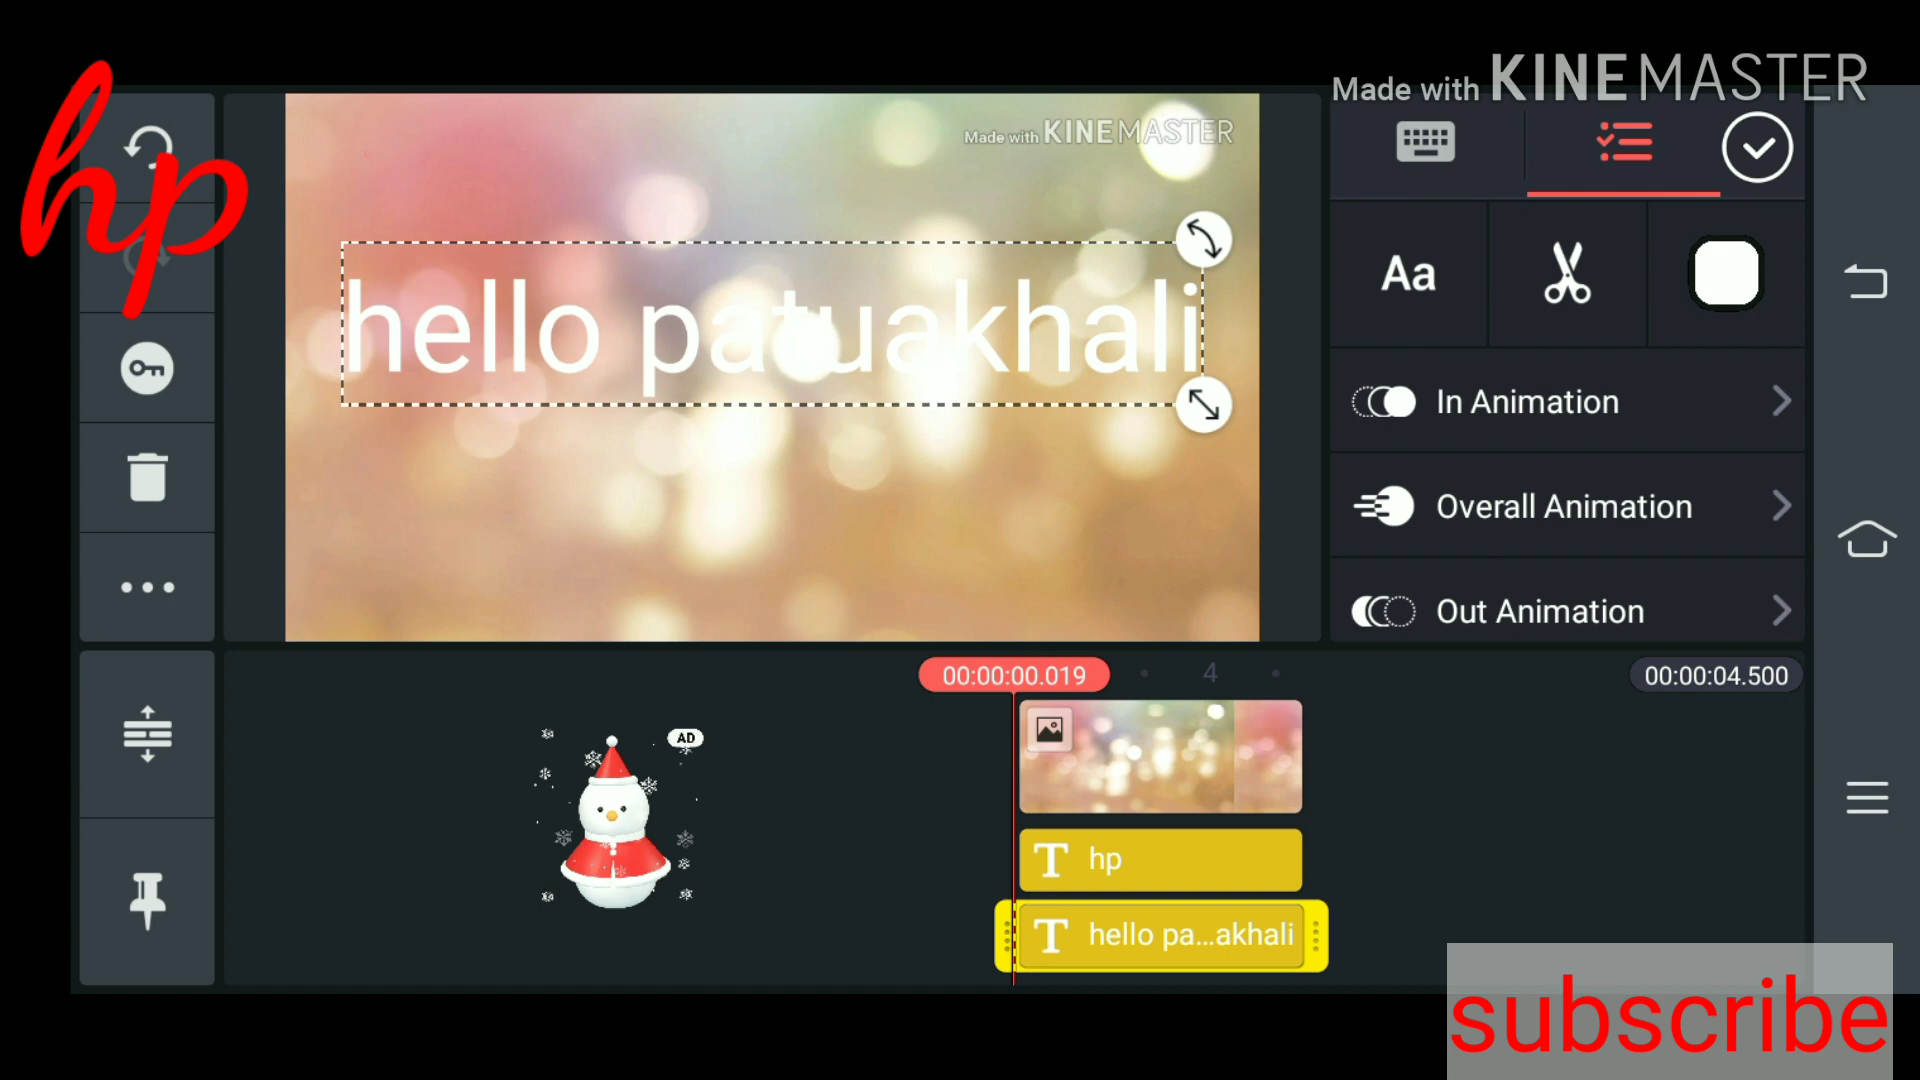 hp
Made with KINEMASTER
Made with KINEMASTER
hello patuakhali
Aa
In Animation
Overall Animation
Out Animation
00:00:00.019
4
00:00:04.500
AD
hp
hello pa...akhali
subscribe